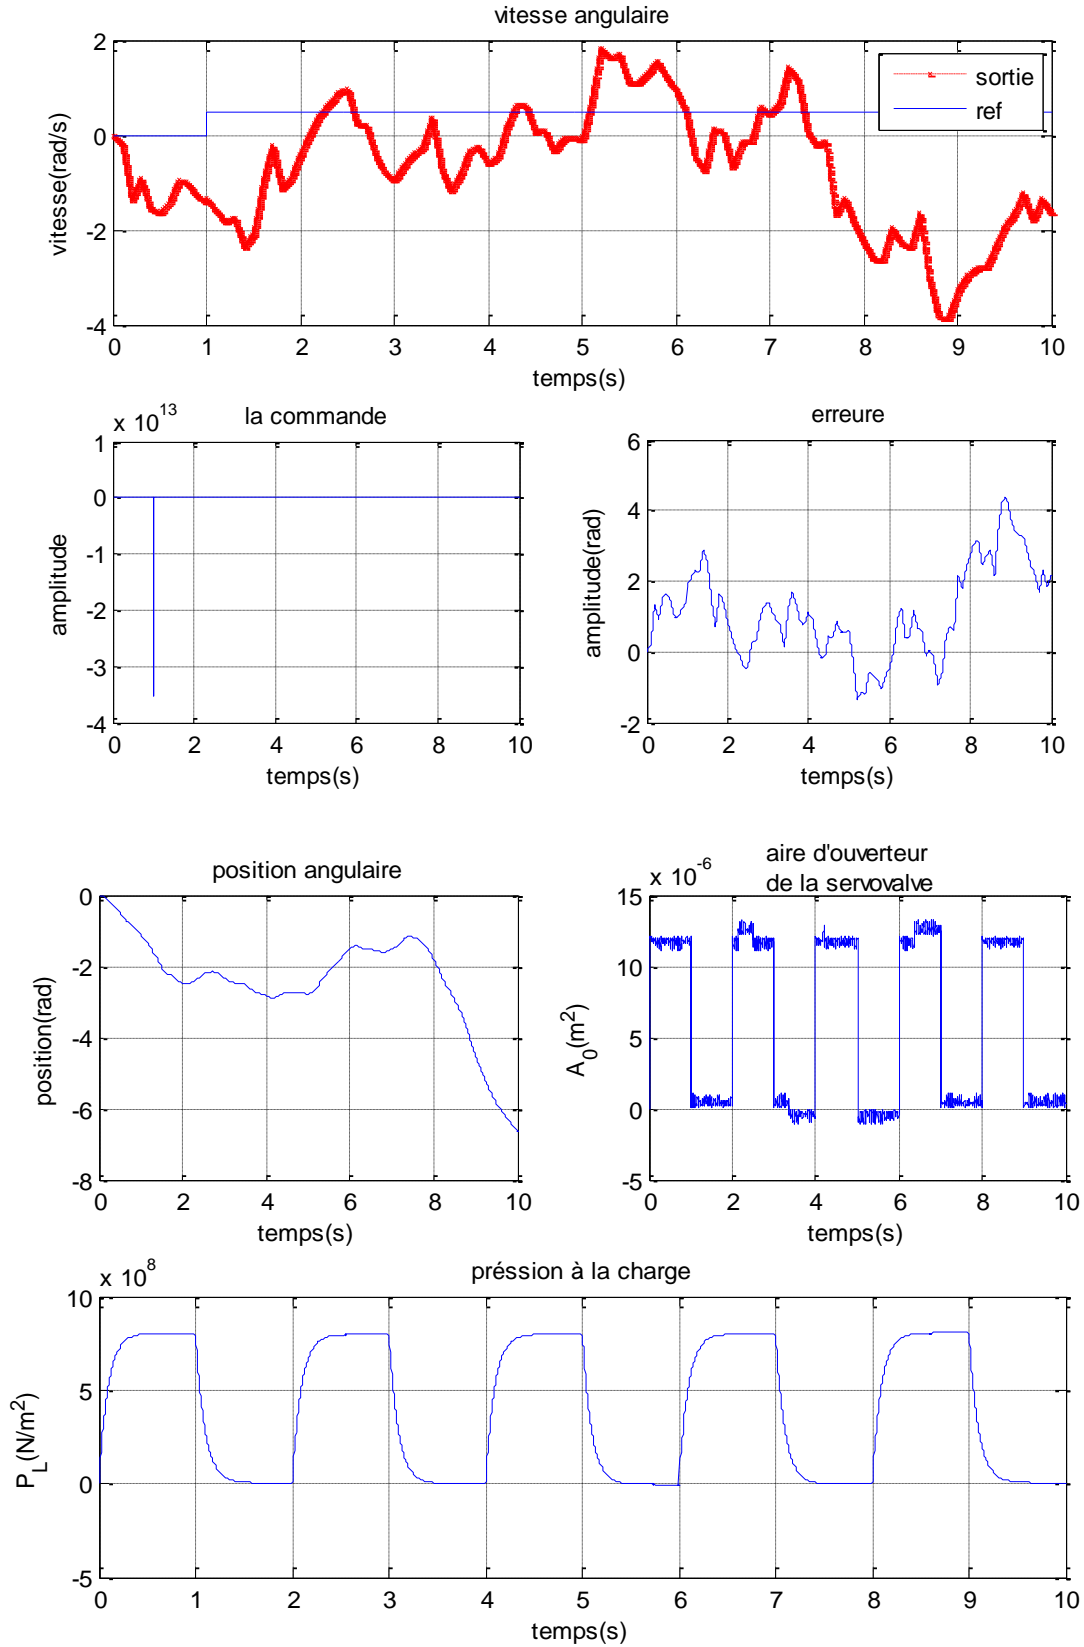 vitesse angulaire
2
0
-2
-4
vitesse(rad/s)
sortie
ref
0 1 2 3 4 5 6 7 8 9 10
temps(s)
x 10^13
la commande
1
0
-1
-2
-3
-4
amplitude
0 2 4 6 8 10
temps(s)
erreure
6
4
2
0
-2
amplitude(rad)
0 2 4 6 8 10
temps(s)
position angulaire
0
-2
-4
-6
-8
position(rad)
0 2 4 6 8 10
temps(s)
aire d'ouverteur
de la servovalve
x 10^-6
15
10
5
0
-5
A_0(m^2)
0 2 4 6 8 10
temps(s)
x 10^8
préssion à la charge
10
5
0
-5
P_L(N/m^2)
0 1 2 3 4 5 6 7 8 9 10
temps(s)